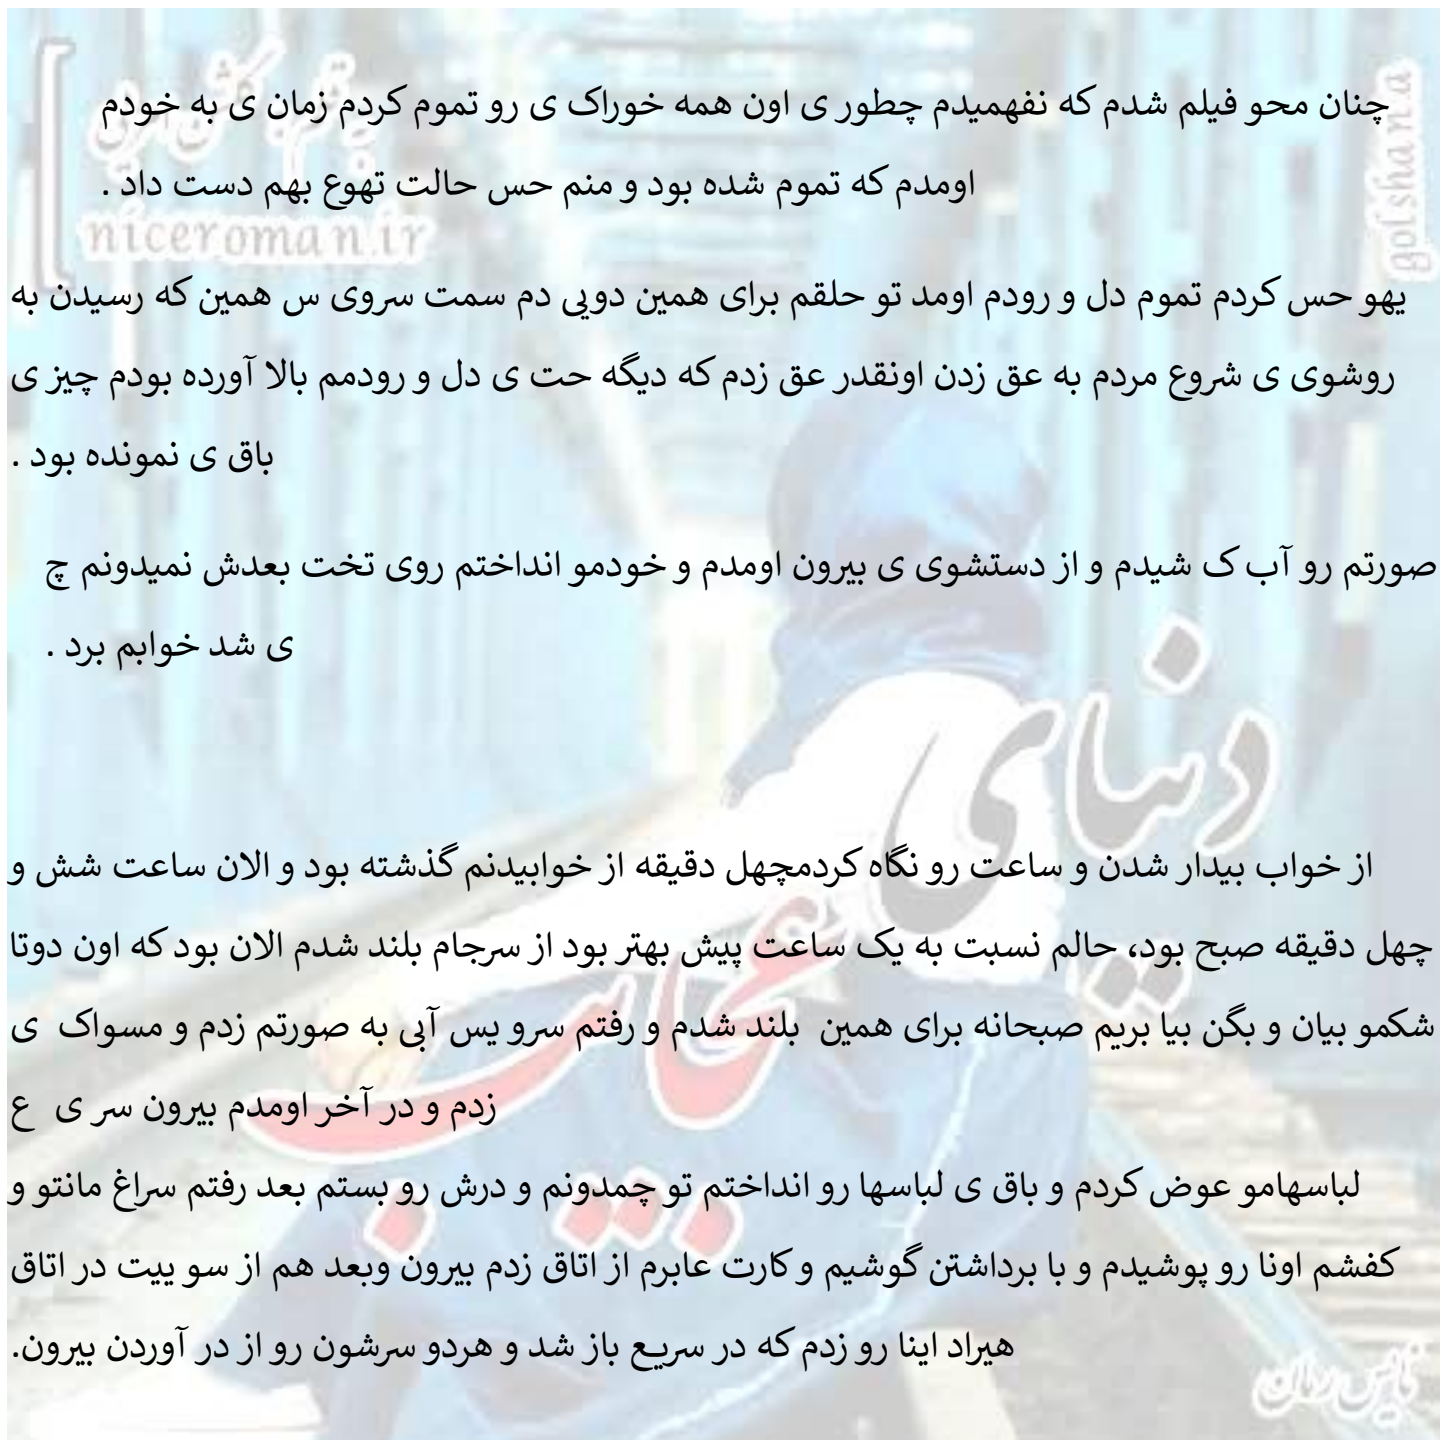 چنان محو فیلم شدم که نفهمیدم چطور ی اون همه خوراک ی رو تموم کردم زمان ی به خودم
اومدم که تموم شده بود و منم حس حالت تهوع بهم دست داد .
niceroman.ir
golshan.a
یهو حس کردم تموم دل و رودم اومد تو حلقم برای همین دویی دم سمت سروی س همین که رسیدن به
روشوی ی شروع مردم به عق زدن اونقدر عق زدم که دیگه حت ی دل و رودمم بالا آورده بودم چیز ی
باق ی نمونده بود .
صورتم رو آب ک شیدم و از دستشوی ی بیرون اومدم و خودمو انداختم روی تخت بعدش نمیدونم چ
ی شد خوابم برد .
دنیای
از خواب بیدار شدن و ساعت رو نگاه کردمچهل دقیقه از خوابیدنم گذشته بود و الان ساعت شش و
چهل دقیقه صبح بود، حالم نسبت به یک ساعت پیش بهتر بود از سرجام بلند شدم الان بود که اون دوتا
شکمو بیان و بگن بیا بریم صبحانه برای همین بلند شدم و رفتم سرو یس آبی به صورتم زدم و مسواک ی
زدم و در آخر اومدم بیرون سر ی ع
عجایب
لباسهامو عوض کردم و باق ی لباسها رو انداختم تو چمدونم و درش رو بستم بعد رفتم سراغ مانتو و
کفشم اونا رو پوشیدم و با برداشتن گوشیم و کارت عابرم از اتاق زدم بیرون وبعد هم از سو ییت در اتاق
هیراد اینا رو زدم که در سریع باز شد و هردو سرشون رو از در آوردن بیرون.
نایس رمان